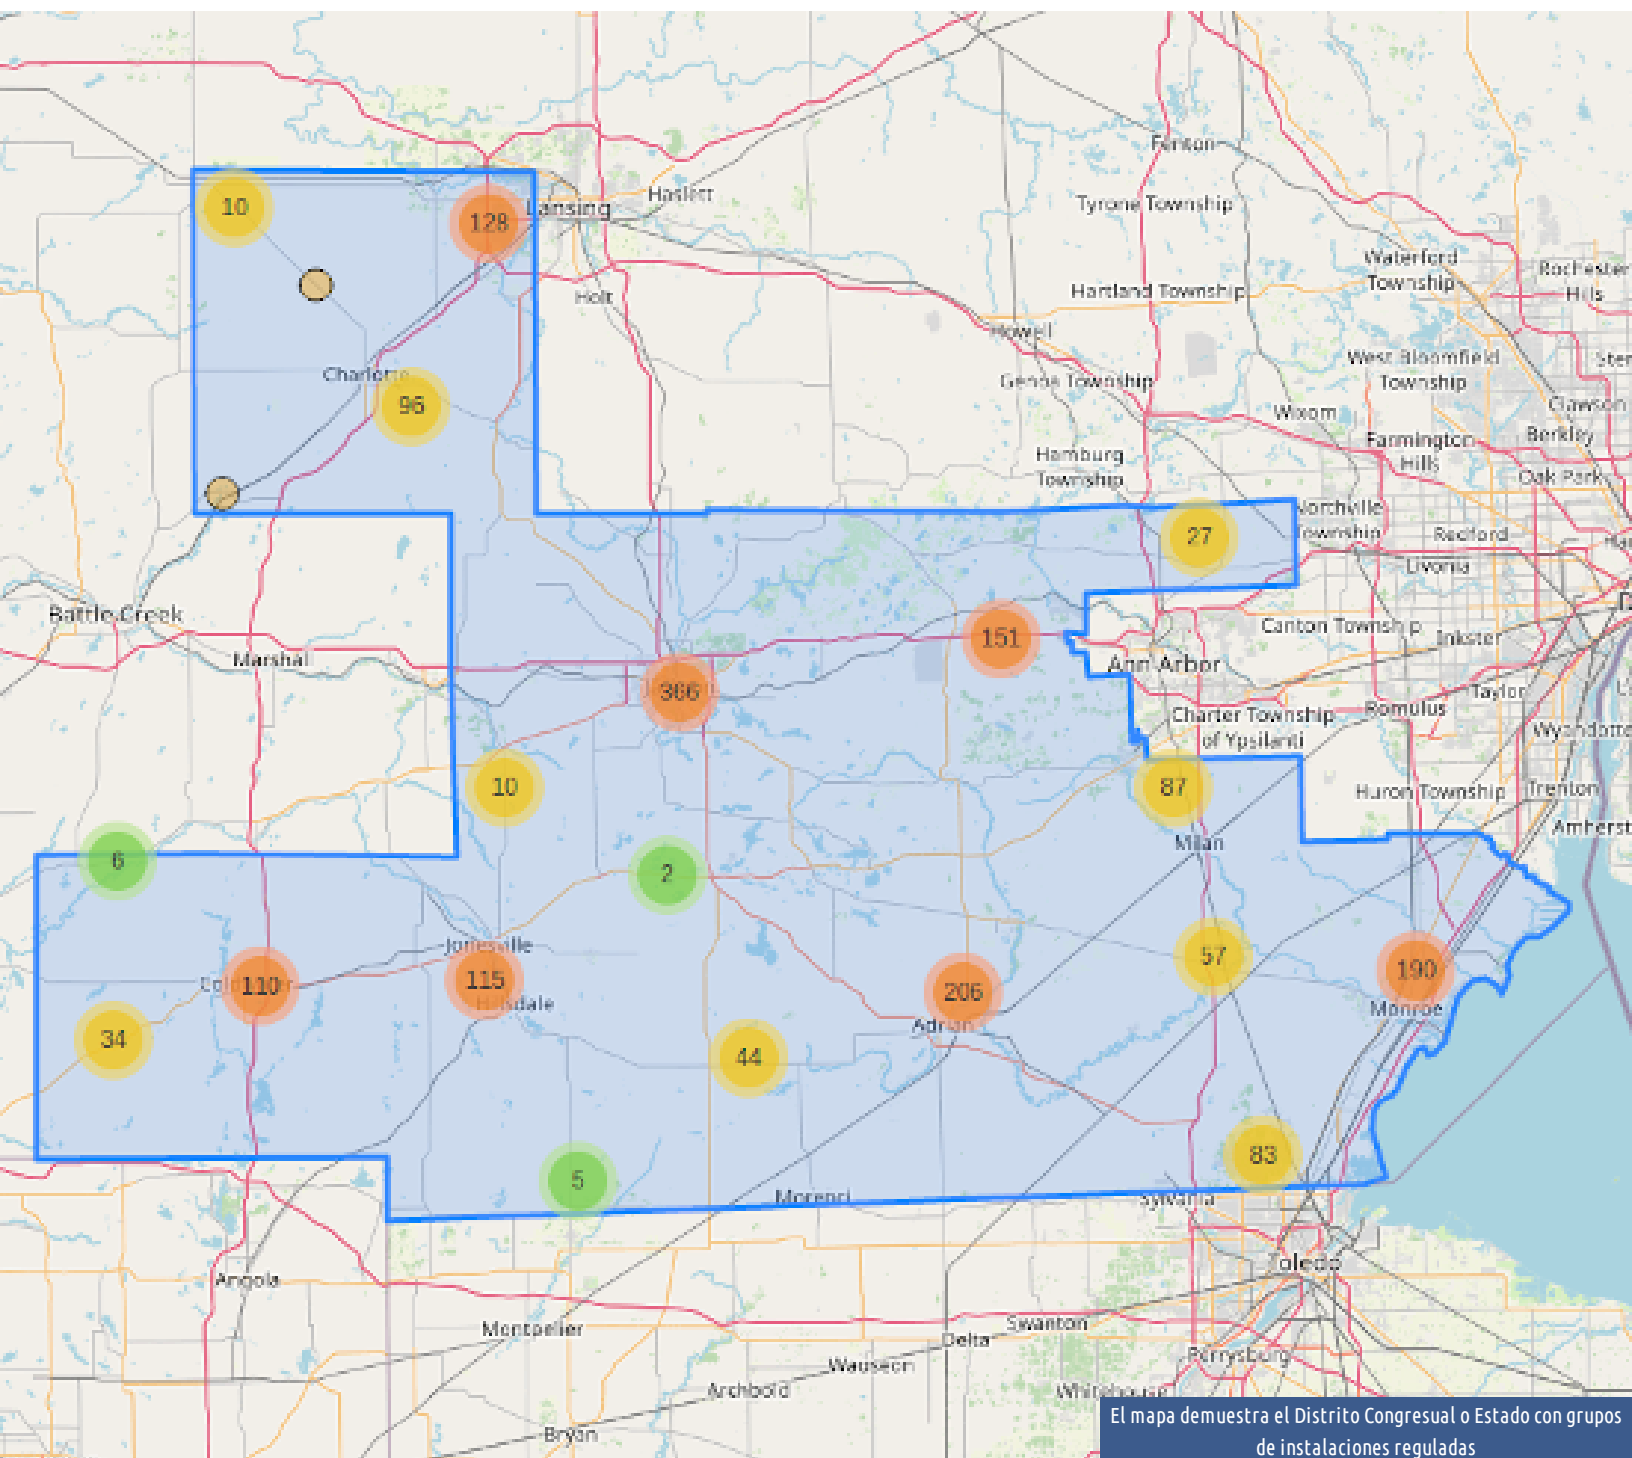 Fenton
Haslett
Tyrone Township
10
128
Lansing
Waterford
Township
Rochester
Hills
Hartland Township
Holt
Howell
West Bloomfield
Township
Charlotte
Genoa Township
96
Wixom
Clawson
Farmington
Hills
Berkley
Hamburg
Township
Oak Park
Northville
Township
27
Redford
Livonia
Battle Creek
Canton Township
151
Inkster
Marshall
Ann Arbor
366
Taylor
Charter Township
of Ypsilanti
Romulus
Wyandotte
10
87
Huron Township
Trenton
Amherst
Milan
6
2
Jonesville
57
110
115
206
190
Hillsdale
Monroe
Adrian
34
44
83
5
Morenci
Sylvania
Toledo
Angola
Montpelier
Swanton
Delta
Perrysburg
Wauseon
Archbold
Whitehouse
Bryan
El mapa demuestra el Distrito Congresual o Estado con grupos
de instalaciones reguladas